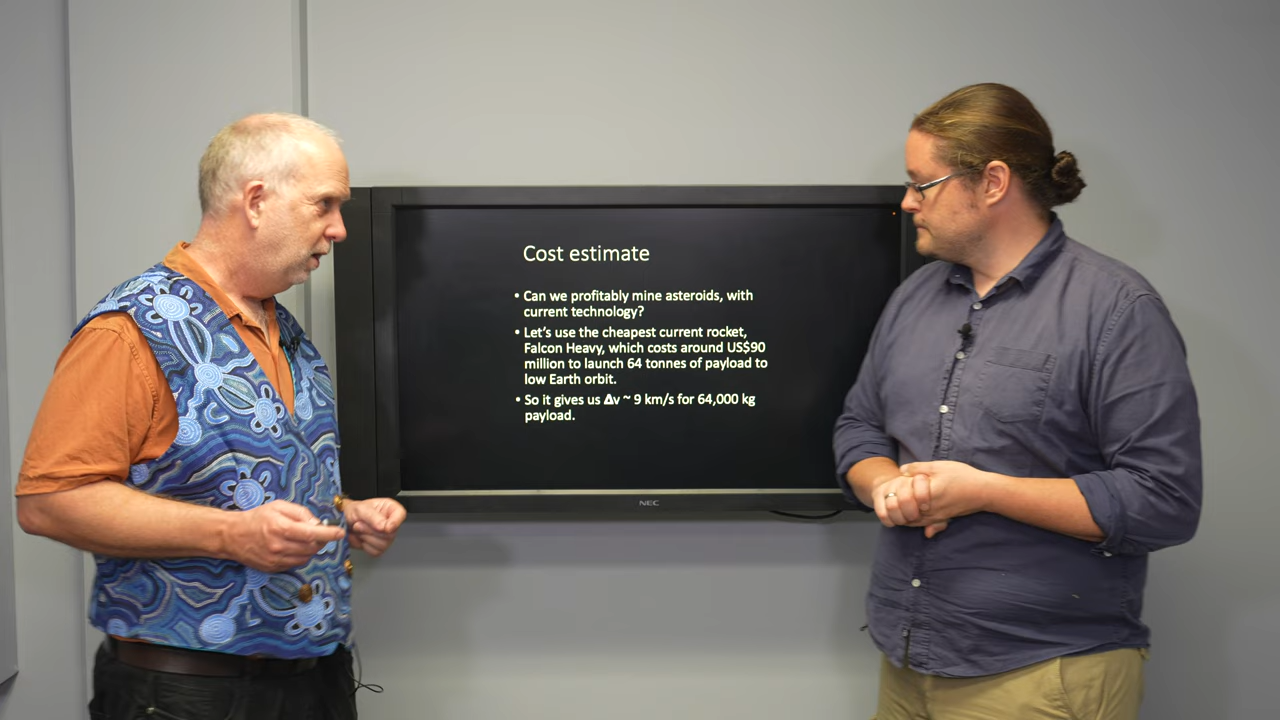 Cost estimate
• Can we profitably mine asteroids, with
current technology?
• Let's use the cheapest current rocket,
Falcon Heavy, which costs around US$90
million to launch 64 tonnes of payload to
low Earth orbit.
• So it gives us Δv ~ 9 km/s for 64,000 kg
payload.
NEC